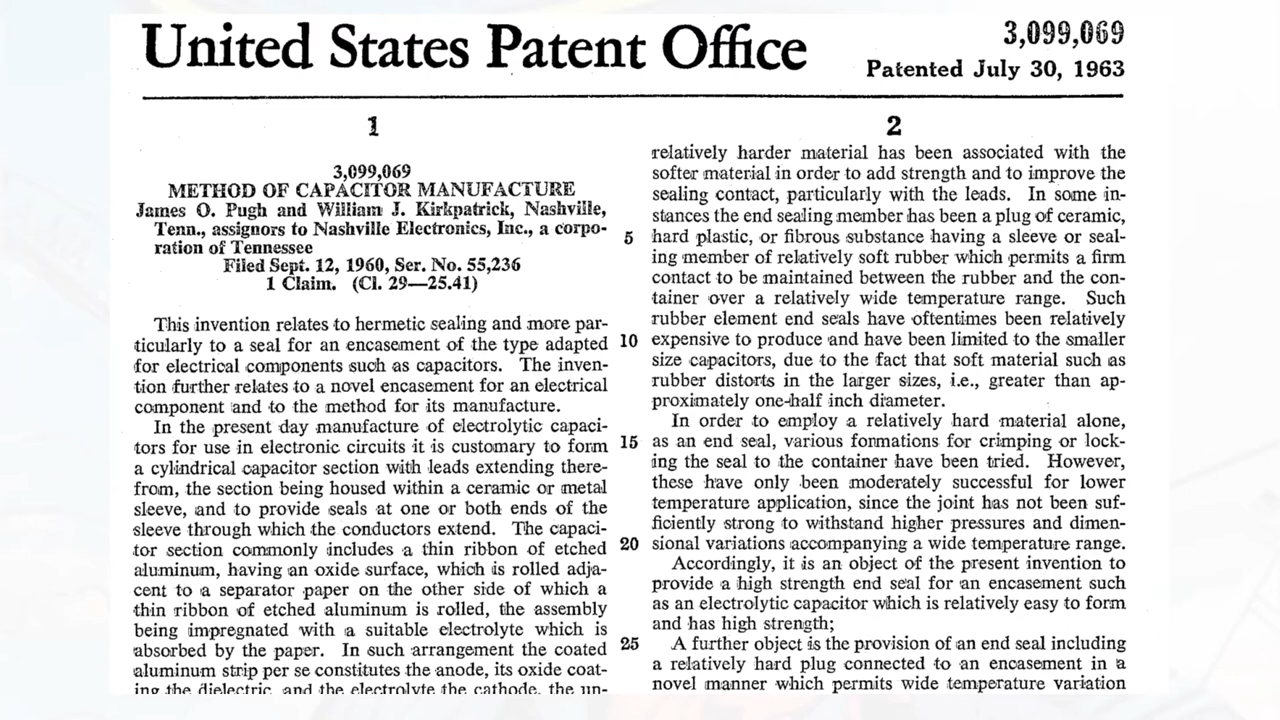 United States Patent Office
3,099,069
Patented July 30, 1963
1
3,099,069
METHOD OF CAPACITOR MANUFACTURE
James O. Pugh and William J. Kirkpatrick, Nashville,
Tenn., assignors to Nashville Electronics, Inc., a corpo-
ration of Tennessee
Filed Sept. 12, 1960, Ser. No. 55,236
1 Claim. (Cl. 29—25.41)
This invention relates to hermetic sealing and more par-
ticularly to a seal for an encasement of the type adapted
for electrical components such as capacitors. The inven-
tion further relates to a novel encasement for an electrical
component and to the method for its manufacture.
In the present day manufacture of electrolytic capaci-
tors for use in electronic circuits it is customary to form
a cylindrical capacitor section with leads extending there-
from, the section being housed within a ceramic or metal
sleeve, and to provide seals at one or both ends of the
sleeve through which the conductors extend. The capaci-
tor section commonly includes a thin ribbon of etched
aluminum, having an oxide surface, which is rolled adja-
cent to a separator paper on the other side of which a
thin ribbon of etched aluminum is rolled, the assembly
being impregnated with a suitable electrolyte which is
absorbed by the paper. In such arrangement the coated
aluminum strip per se constitutes the anode, its oxide coat-
ing the dielectric, and the electrolyte the cathode, the un-
2
relatively harder material has been associated with the
softer material in order to add strength and to improve the
sealing contact, particularly with the leads. In some in-
stances the end sealing member has been a plug of ceramic,
5 hard plastic, or fibrous substance having a sleeve or seal-
ing member of relatively soft rubber which permits a firm
contact to be maintained between the rubber and the con-
tainer over a relatively wide temperature range. Such
rubber element end seals have oftentimes been relatively
10 expensive to produce and have been limited to the smaller
size capacitors, due to the fact that soft material such as
rubber distorts in the larger sizes, i.e., greater than ap-
proximately one-half inch diameter.
In order to employ a relatively hard material alone,
15 as an end seal, various formations for crimping or lock-
ing the seal to the container have been tried. However,
these have only been moderately successful for lower
temperature application, since the joint has not been suf-
ficiently strong to withstand higher pressures and dimen-
20 sional variations accompanying a wide temperature range.
Accordingly, it is an object of the present invention to
provide a high strength end seal for an encasement such
as an electrolytic capacitor which is relatively easy to form
and has high strength;
25 A further object is the provision of an end seal including
a relatively hard plug connected to an encasement in a
novel manner which permits wide temperature variation